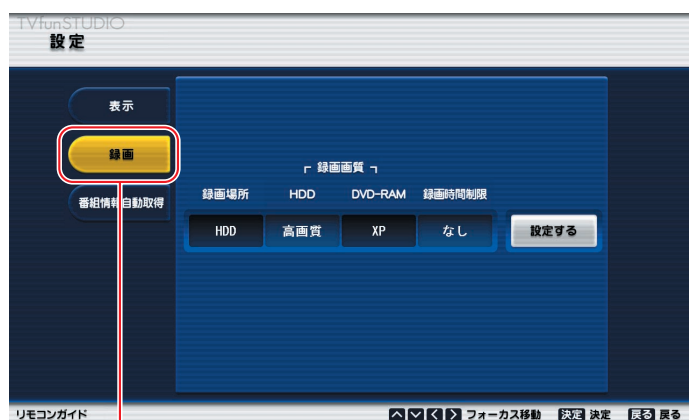 TVfunSTUDIO
設定
表示
録画
番組情報自動取得
┌ 録画画質 ┐
録画場所 HDD DVD-RAM 録画時間制限
HDD 高画質 XP なし 設定する
リモコンガイド フォーカス移動 決定 決定 戻る 戻る